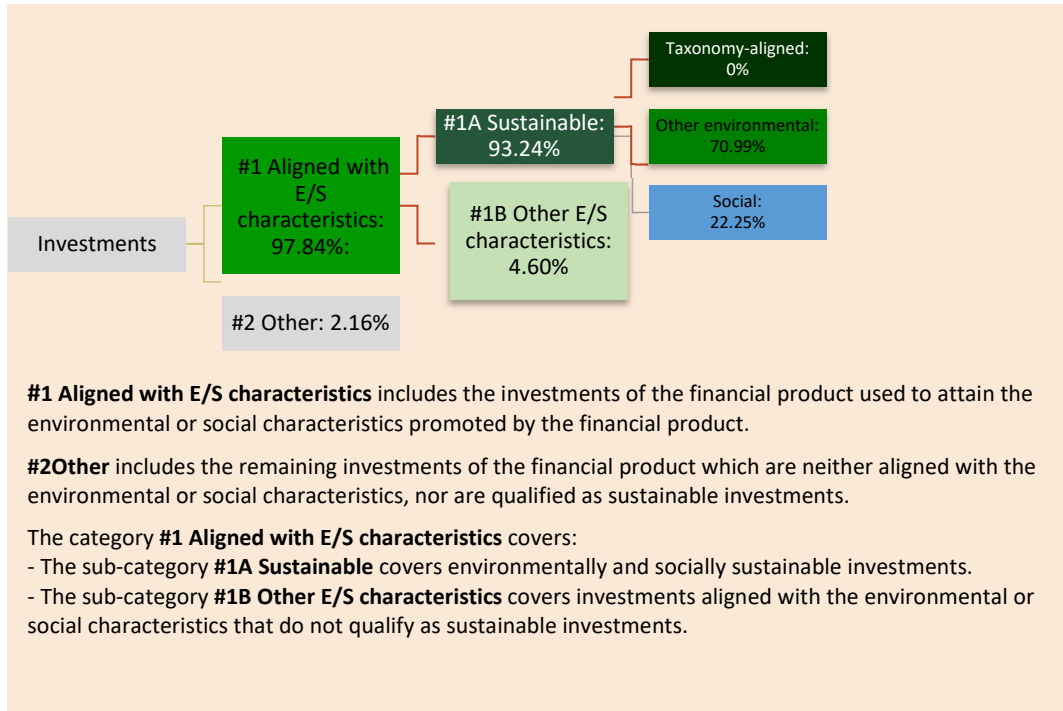 Taxonomy-aligned:
0%
#1A Sustainable:
93.24%
Other environmental:
70.99%
#1 Aligned with
E/S
characteristics:
97.84%:
#1B Other E/S
characteristics:
4.60%
Social:
22.25%
Investments
#2 Other: 2.16%
#1 Aligned with E/S characteristics includes the investments of the financial product used to attain the
environmental or social characteristics promoted by the financial product.
#2Other includes the remaining investments of the financial product which are neither aligned with the
environmental or social characteristics, nor are qualified as sustainable investments.
The category #1 Aligned with E/S characteristics covers:
- The sub-category #1A Sustainable covers environmentally and socially sustainable investments.
- The sub-category #1B Other E/S characteristics covers investments aligned with the environmental or
social characteristics that do not qualify as sustainable investments.